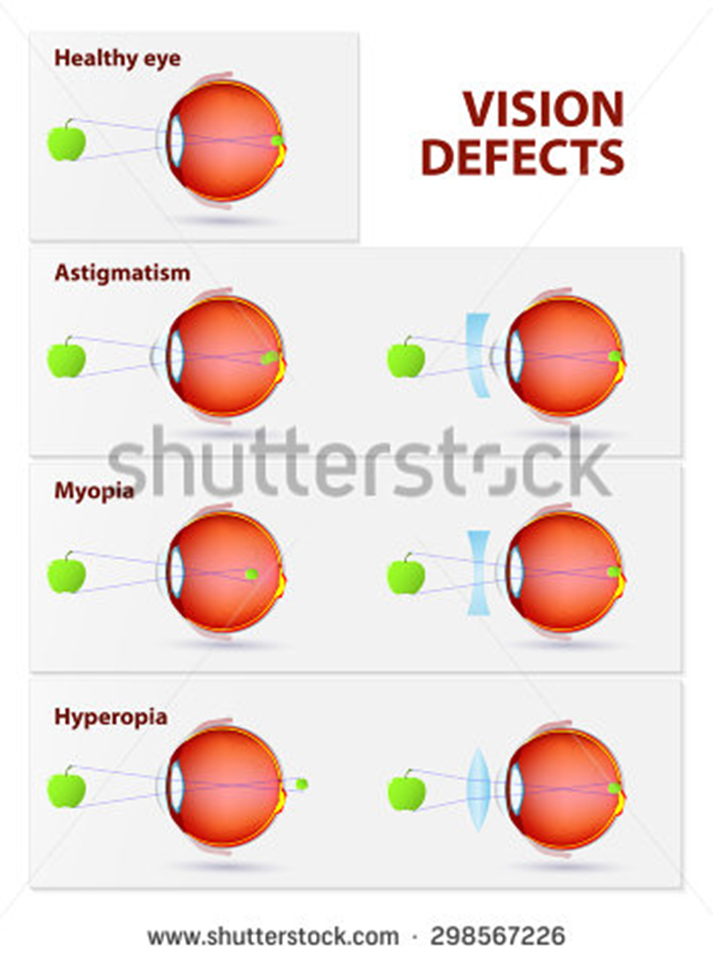 Healthy eye
VISION
DEFECTS
Astigmatism
shutterstock
Myopia
Hyperopia
www.shutterstock.com · 298567226